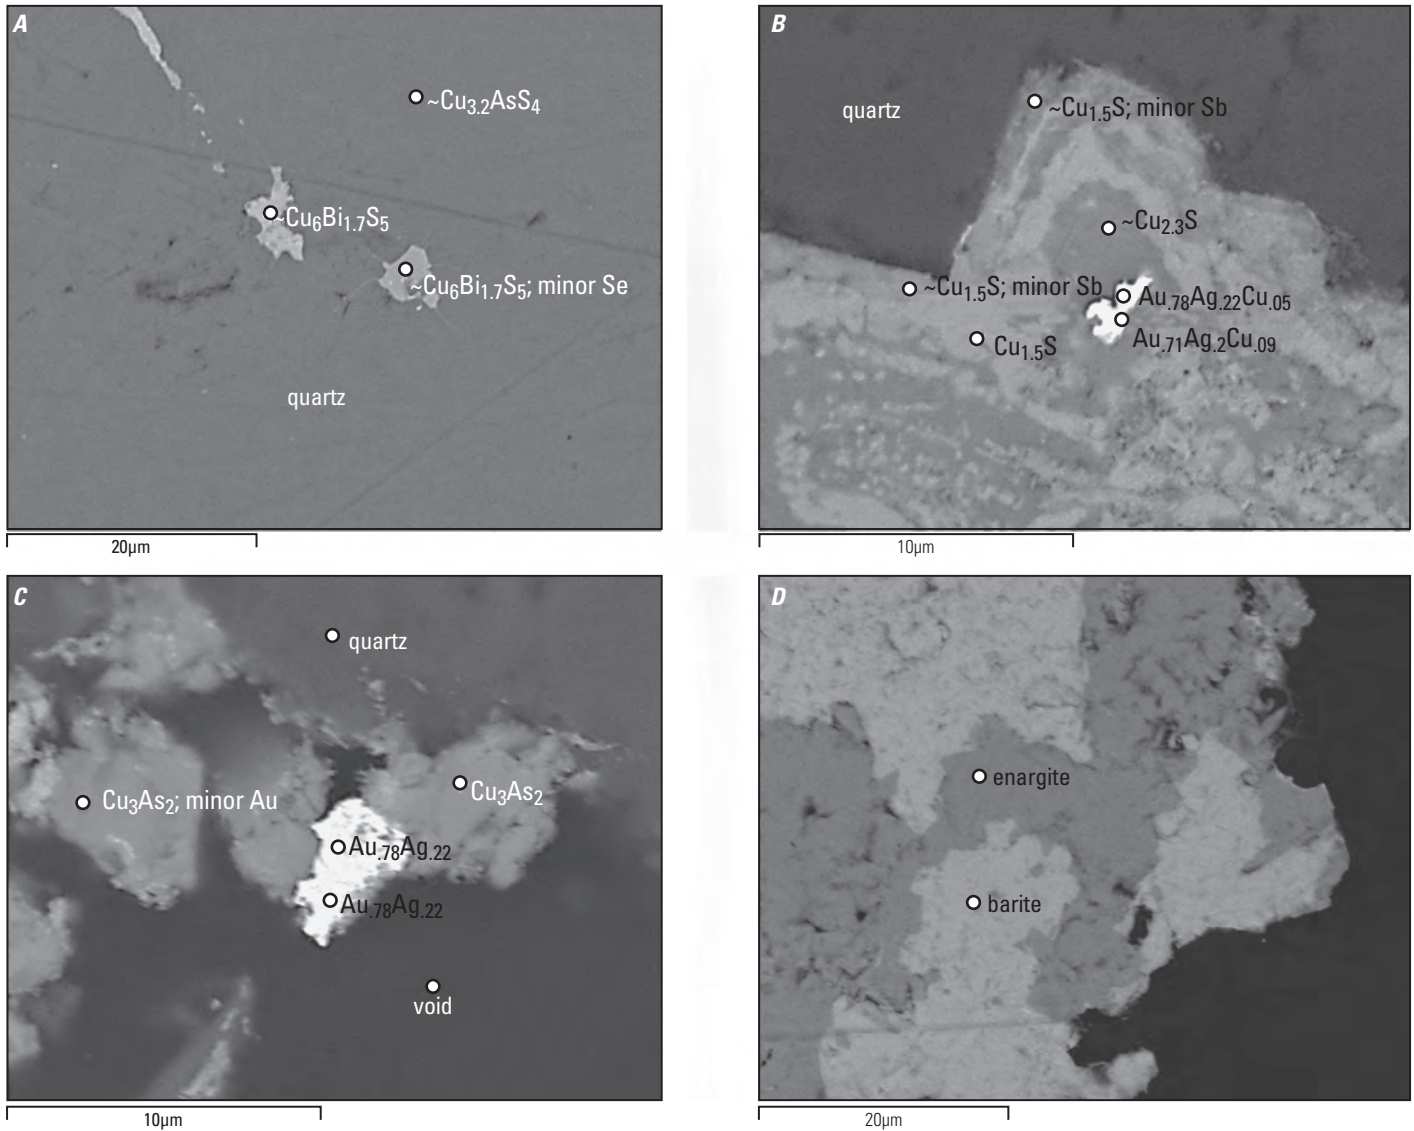 A
~Cu3.2AsS4
~Cu6Bi1.7S5
~Cu6Bi1.7S5; minor Se
quartz
20µm
B
quartz
~Cu1.5S; minor Sb
~Cu2.3S
~Cu1.5S; minor Sb
Au.78Ag.22Cu.05
Cu1.5S
Au.71Ag.2Cu.09
10µm
C
quartz
Cu3As2; minor Au
Cu3As2
Au.78Ag.22
Au.78Ag.22
void
10µm
D
enargite
barite
20µm